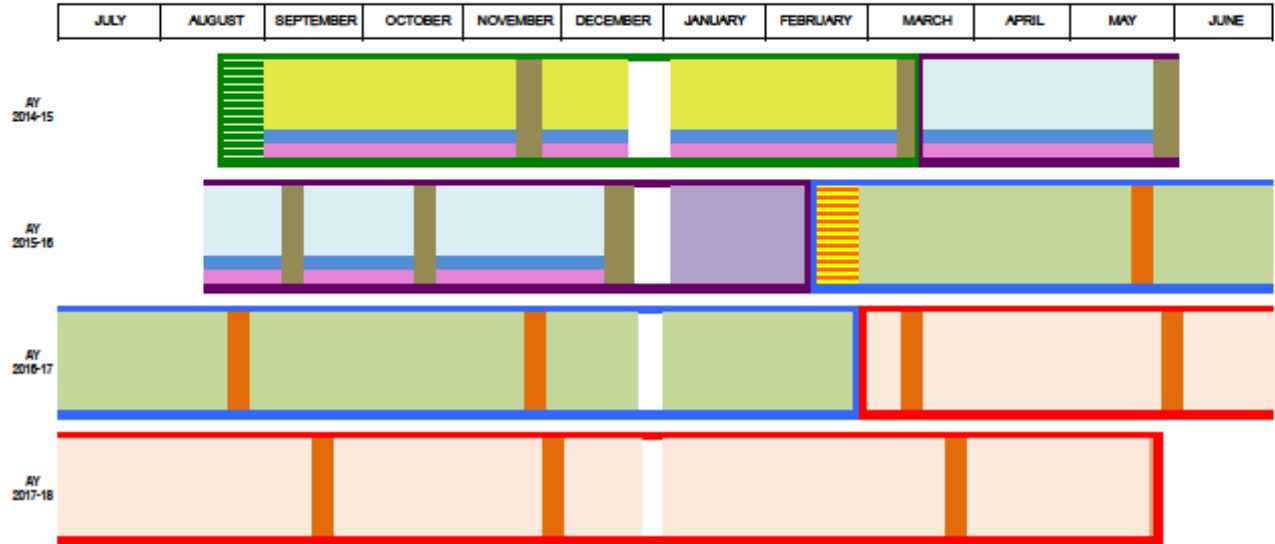 JULY AUGUST SEPTEMBER OCTOBER NOVEMBER DECEMBER JANUARY FEBRUARY MARCH APRIL MAY JUNE
AY
2014-15
AY
2015-16
AY
2016-17
AY
2017-18